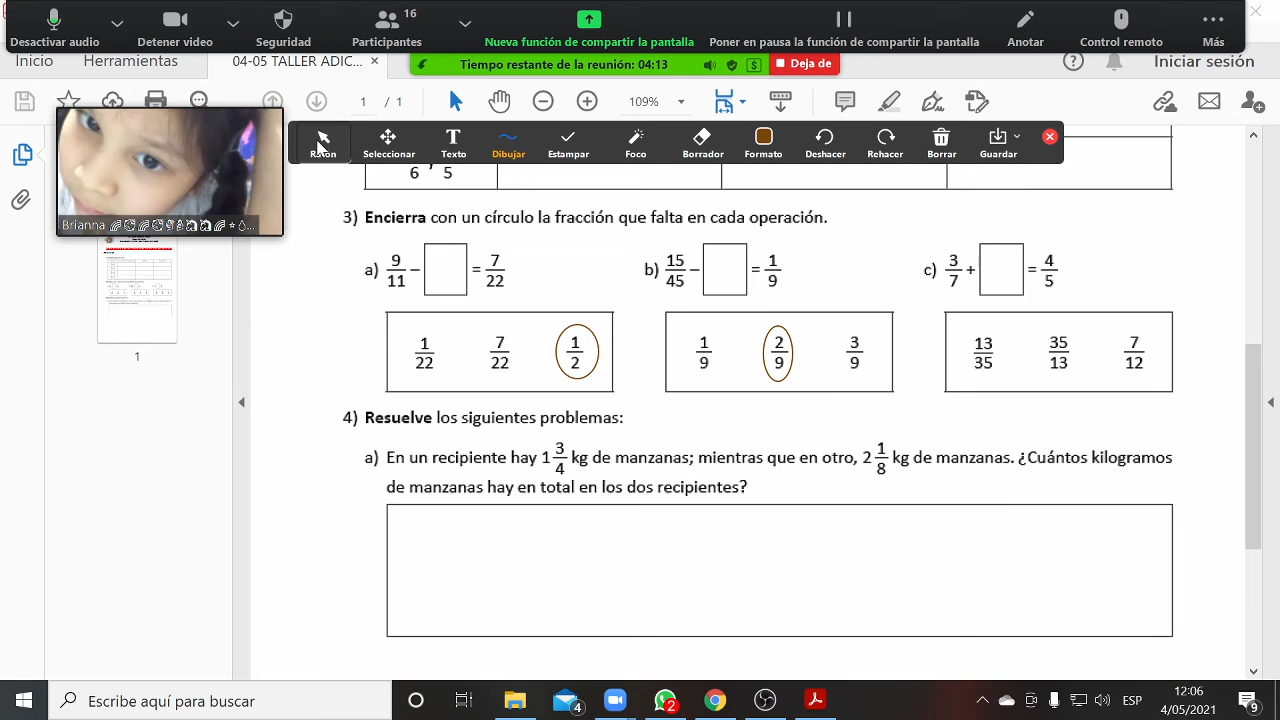 16
Desactivar audio
Detener video
Seguridad
Participantes
Nueva función de compartir la pantalla
Poner en pausa la función de compartir la pantalla
Anotar
Control remoto
Más
Inicio
Herramientas
04-05 TALLER ADIC... ×
Tiempo restante de la reunión: 04:13
Deja de
Iniciar sesión
1 / 1
109%
Ratón
Seleccionar
Texto
Dibujar
Estampar
Foco
Borrador
Formato
Deshacer
Rehacer
Borrar
Guardar
Brianna
6 , 5
3) Encierra con un círculo la fracción que falta en cada operación.
a) 9/11 − = 7/22
b) 15/45 − = 1/9
c) 3/7 + = 4/5
1/22 7/22 1/2
1/9 2/9 3/9
13/35 35/13 7/12
1
4) Resuelve los siguientes problemas:
a) En un recipiente hay 1 3/4 kg de manzanas; mientras que en otro, 2 1/8 kg de manzanas. ¿Cuántos kilogramos
de manzanas hay en total en los dos recipientes?
Escribe aquí para buscar
4
2
ESP
12:06
4/05/2021
9